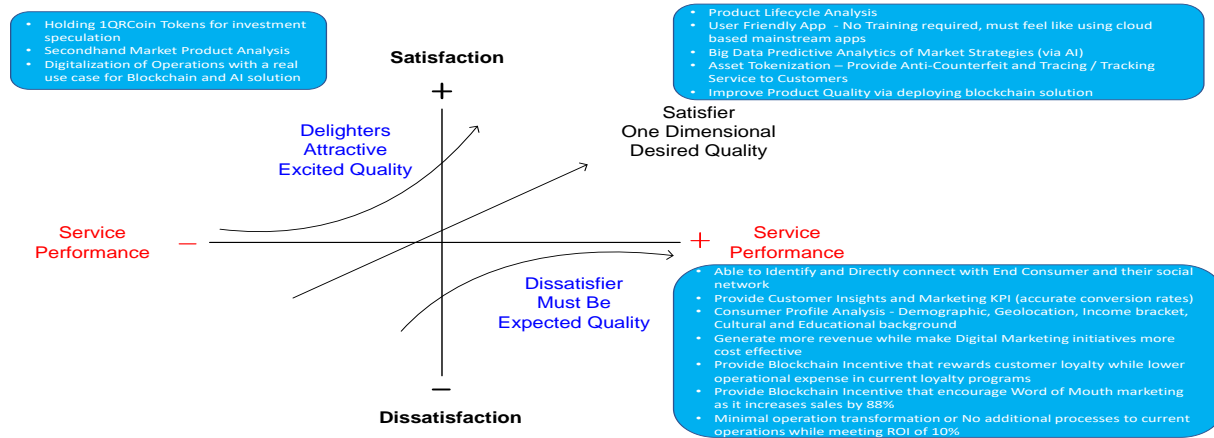 • Holding 1QRCoin Tokens for investment
speculation
• Secondhand Market Product Analysis
• Digitalization of Operations with a real
use case for Blockchain and AI solution
• Product Lifecycle Analysis
• User Friendly App - No Training required, must feel like using cloud
based mainstream apps
• Big Data Predictive Analytics of Market Strategies (via AI)
• Asset Tokenization – Provide Anti-Counterfeit and Tracing / Tracking
Service to Customers
• Improve Product Quality via deploying blockchain solution
Satisfaction
+
Delighters
Attractive
Excited Quality
Satisfier
One Dimensional
Desired Quality
Service
Performance
−
+
Service
Performance
Dissatisfier
Must Be
Expected Quality
−
Dissatisfaction
• Able to Identify and Directly connect with End Consumer and their social
network
• Provide Customer Insights and Marketing KPI (accurate conversion rates)
• Consumer Profile Analysis - Demographic, Geolocation, Income bracket,
Cultural and Educational background
• Generate more revenue while make Digital Marketing initiatives more
cost effective
• Provide Blockchain Incentive that rewards customer loyalty while lower
operational expense in current loyalty programs
• Provide Blockchain Incentive that encourage Word of Mouth marketing
as it increases sales by 88%
• Minimal operation transformation or No additional processes to current
operations while meeting ROI of 10%